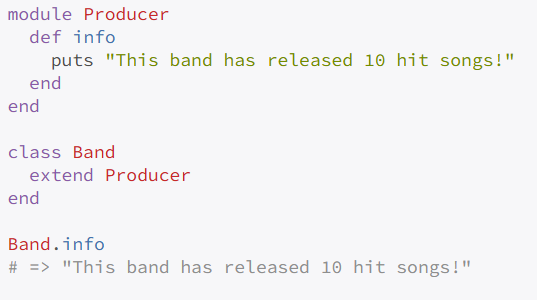 module Producer
  def info
    puts "This band has released 10 hit songs!"
  end
end

class Band
  extend Producer
end

Band.info
# => "This band has released 10 hit songs!"